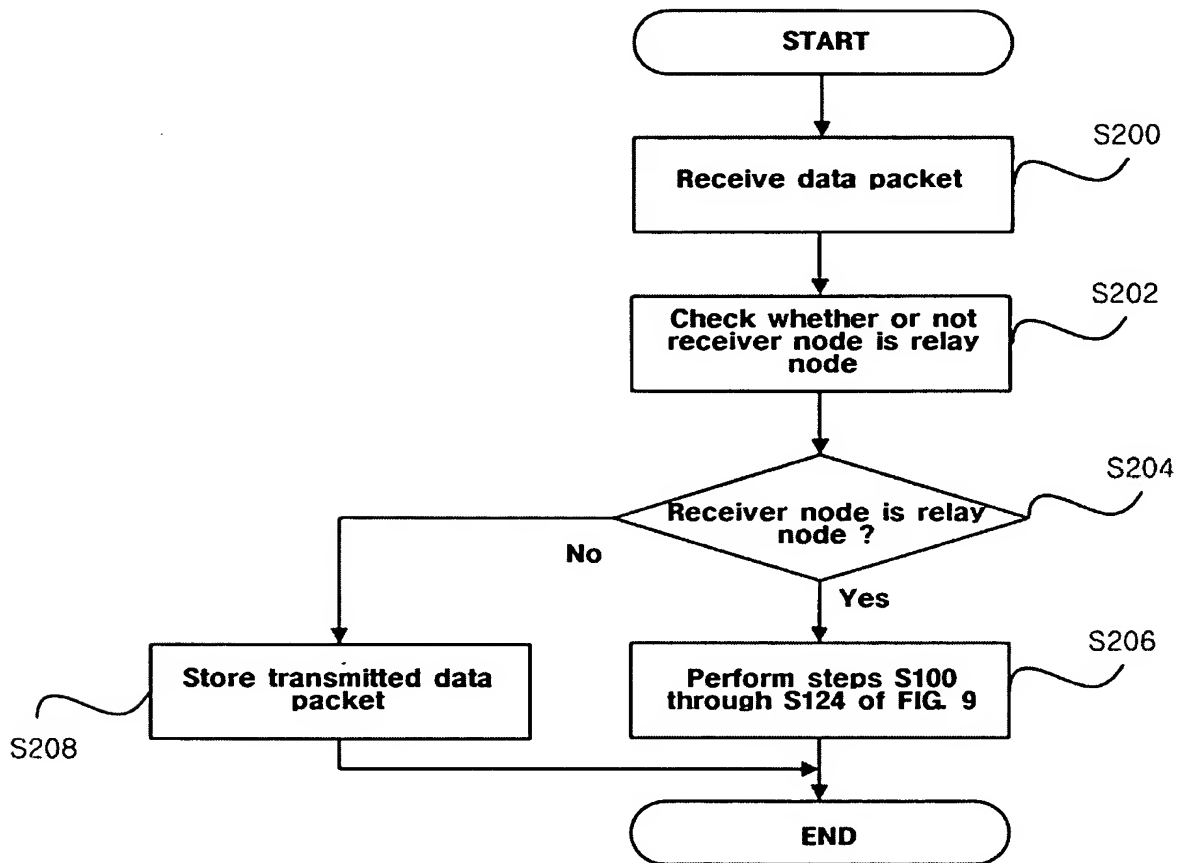 START
S200
Receive data packet
S202
Check whether or not
receiver node is relay
node
S204
Receiver node is relay
node ?
No
Yes
S206
Store transmitted data
packet
Perform steps S100
through S124 of FIG. 9
S208
END